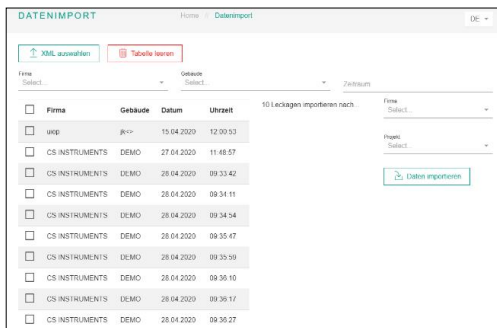 DATENIMPORT Home Datenimport DE
XML auswählen Tabelle leeren
Firma Gebäude
Select... Select... Zeitraum
10 Leckagen importieren nach... Firma
Select...
Projekt
Select...
Daten importieren
Firma Gebäude Datum Uhrzeit
uiop jk<> 15.04.2020 12:00:53
CS INSTRUMENTS DEMO 27.04.2020 11:48:57
CS INSTRUMENTS DEMO 28.04.2020 09:33:42
CS INSTRUMENTS DEMO 28.04.2020 09:34:11
CS INSTRUMENTS DEMO 28.04.2020 09:34:54
CS INSTRUMENTS DEMO 28.04.2020 09:35:47
CS INSTRUMENTS DEMO 28.04.2020 09:35:59
CS INSTRUMENTS DEMO 28.04.2020 09:36:10
CS INSTRUMENTS DEMO 28.04.2020 09:36:17
CS INSTRUMENTS DEMO 28.04.2020 09:36:27